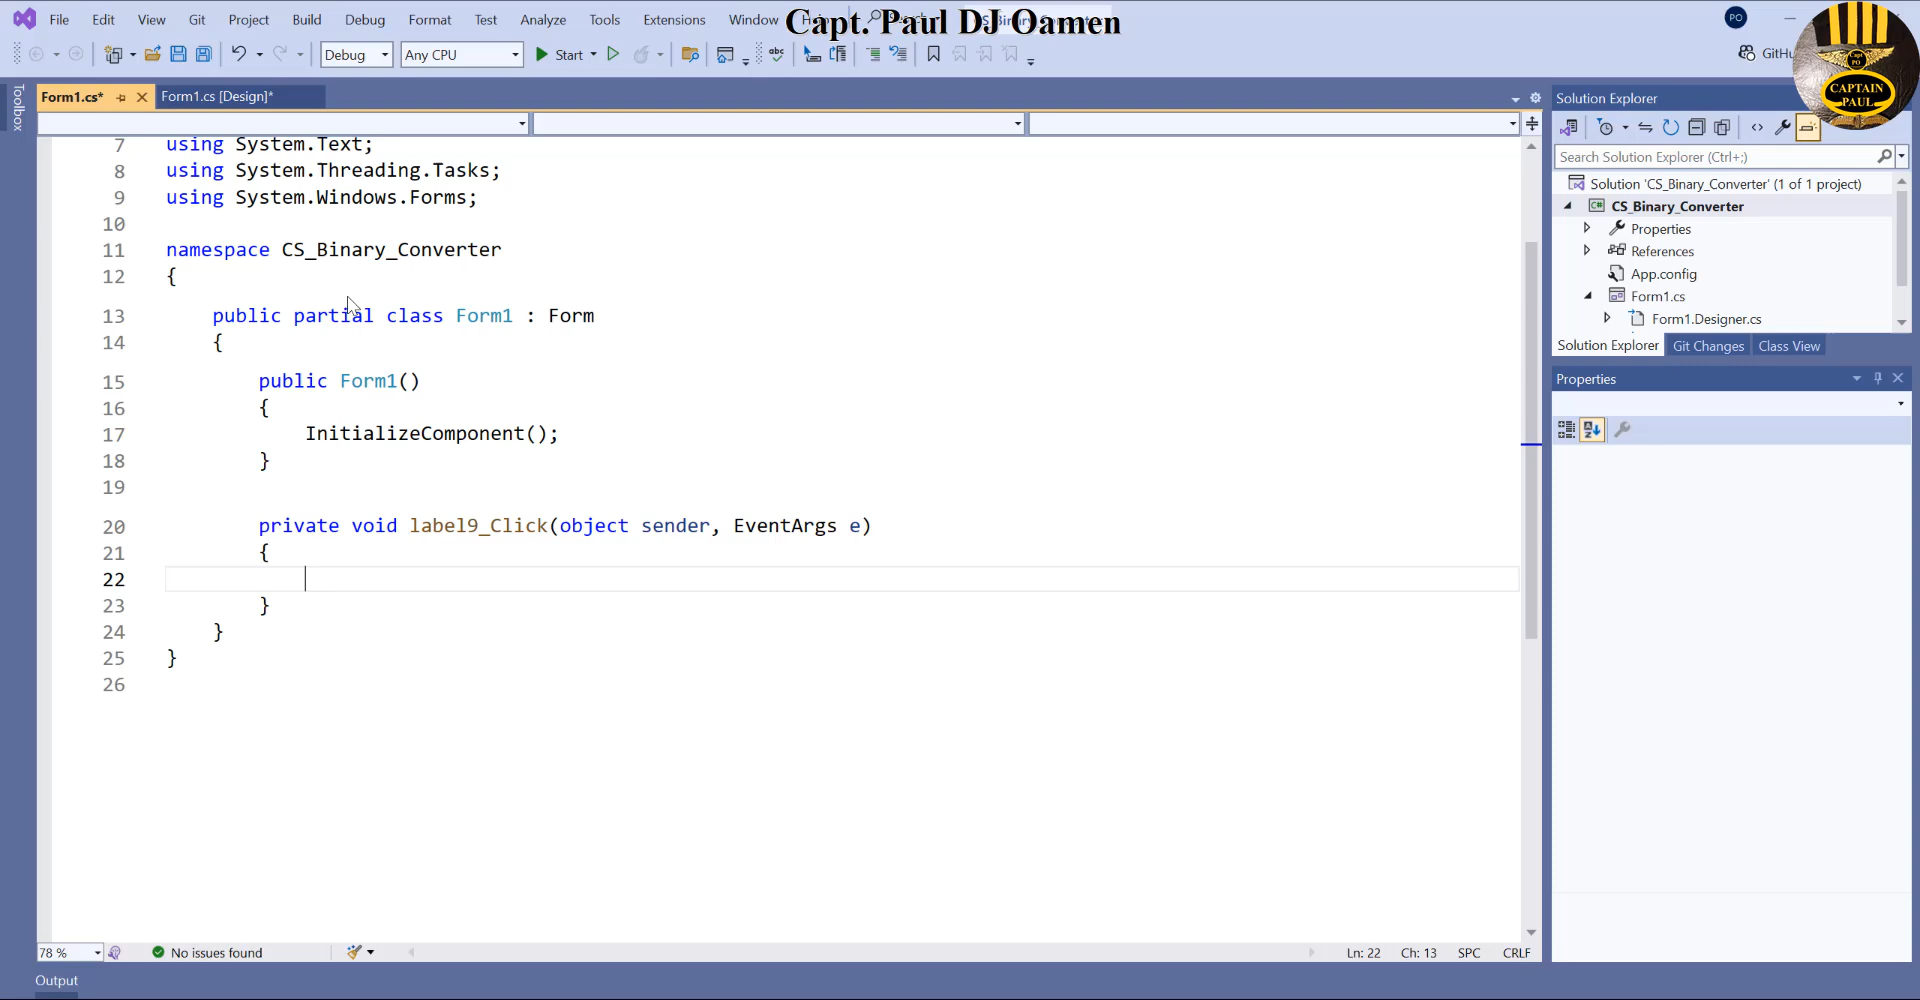 File Edit View Git Project Build Debug Format Test Analyze Tools Extensions Window
Capt. Paul DJ Oamen
PO
Debug Any CPU Start
CAPTAIN
PAUL
Toolbox
Form1.cs* Form1.cs [Design]*
7 using System.Text;
8 using System.Threading.Tasks;
9 using System.Windows.Forms;
10
11 namespace CS_Binary_Converter
12 {
13 public partial class Form1 : Form
14 {
15 public Form1()
16 {
17 InitializeComponent();
18 }
19
20 private void label9_Click(object sender, EventArgs e)
21 {
22
23 }
24 }
25 }
26
78 % No issues found Ln: 22 Ch: 13 SPC CRLF
Output
Solution Explorer
Search Solution Explorer (Ctrl+;)
Solution 'CS_Binary_Converter' (1 of 1 project)
C# CS_Binary_Converter
Properties
References
App.config
Form1.cs
Form1.Designer.cs
Solution Explorer Git Changes Class View
Properties